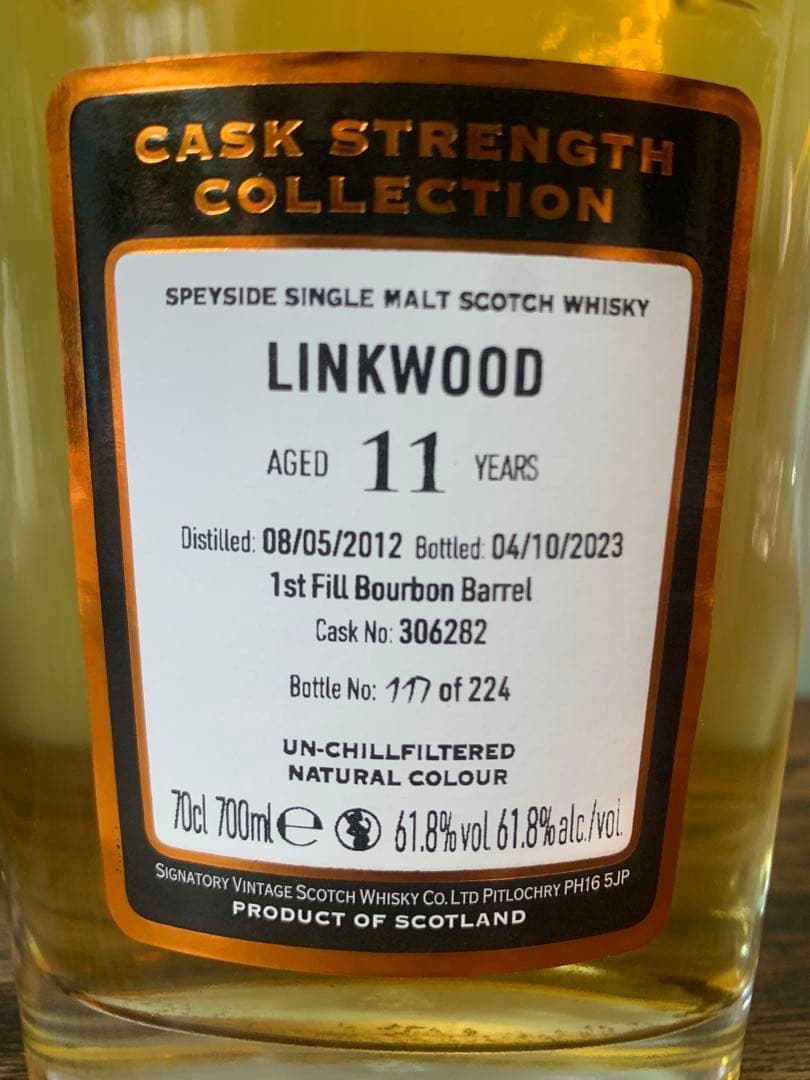 CASK STRENGTH
COLLECTION
SPEYSIDE SINGLE MALT SCOTCH WHISKY
LINKWOOD
AGED 11 YEARS
Distilled: 08/05/2012 Bottled: 04/10/2023
1st Fill Bourbon Barrel
Cask No: 306282
Bottle No: 117 of 224
UN-CHILLFILTERED
NATURAL COLOUR
70cl 700ml e 61.8% vol 61.8% alc./vol.
SIGNATORY VINTAGE SCOTCH WHISKY CO. LTD PITLOCHRY PH16 5JP
PRODUCT OF SCOTLAND